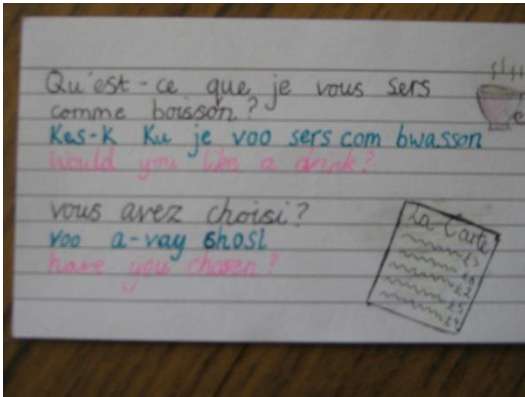 Qu'est-ce que je vous sers
comme boisson?
Kes-k Ku je voo sers com bwasson
Would you like a drink?
vous avez choisi?
voo a-vay shosi
have you chosen?
La Carte